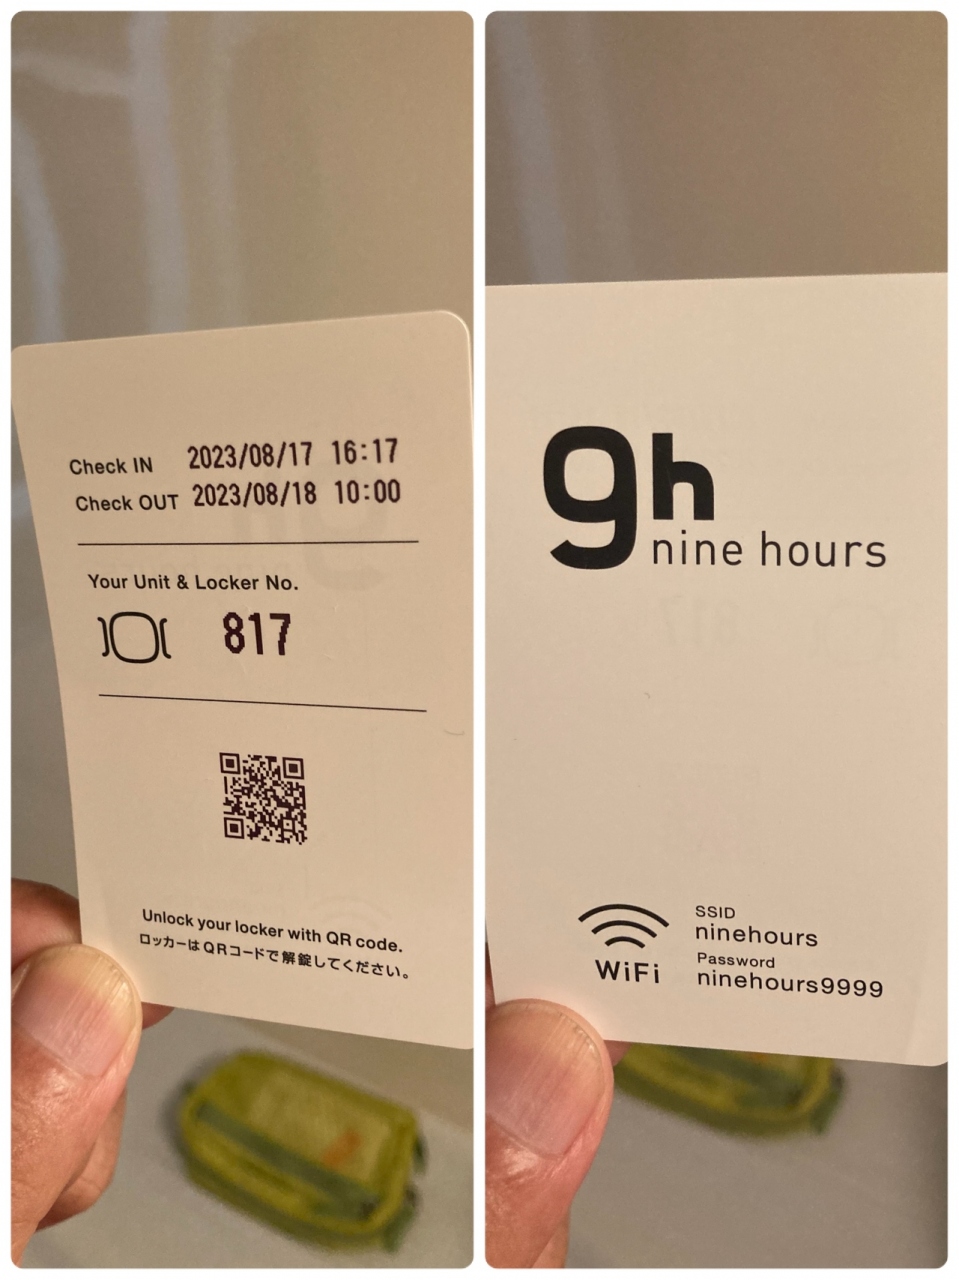 Check IN 2023/08/17 16:17
Check OUT 2023/08/18 10:00
Your Unit & Locker No.
817
Unlock your locker with QR code.
ロッカーはQRコードで解錠してください。
9h
nine hours
WiFi
SSID
ninehours
Password
ninehours9999